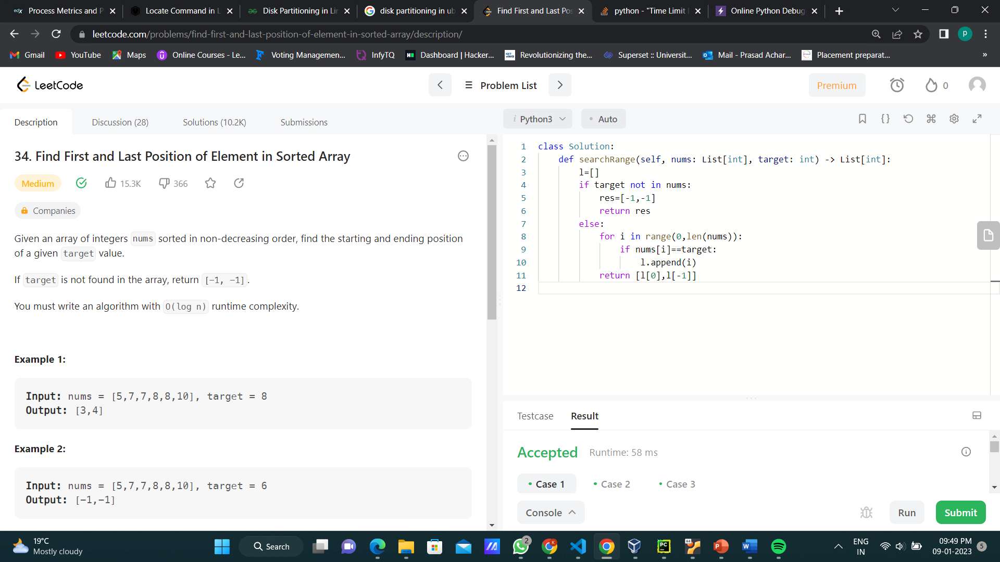 edX Process Metrics and P
Locate Command in L
Disk Partitioning in Lin
disk partitioning in ub
Find First and Last Pos
python - "Time Limit E
Online Python Debug
leetcode.com/problems/find-first-and-last-position-of-element-in-sorted-array/description/
P
Gmail
YouTube
Maps
Online Courses - Le...
Voting Managemen...
InfyTQ
Dashboard | Hacker...
Revolutionizing the...
Superset :: Universit...
Mail - Prasad Achar...
Placement preparat...
»
LeetCode
Problem List
Premium
0
Description
Discussion (28)
Solutions (10.2K)
Submissions
34. Find First and Last Position of Element in Sorted Array
Medium
15.3K
366
Companies
Given an array of integers nums sorted in non-decreasing order, find the starting and ending position
of a given target value.
If target is not found in the array, return [-1, -1].
You must write an algorithm with O(log n) runtime complexity.
Example 1:
Input: nums = [5,7,7,8,8,10], target = 8
Output: [3,4]
Example 2:
Input: nums = [5,7,7,8,8,10], target = 6
Output: [-1,-1]
i Python3
Auto
1 class Solution:
2     def searchRange(self, nums: List[int], target: int) -> List[int]:
3         l=[]
4         if target not in nums:
5             res=[-1,-1]
6             return res
7         else:
8             for i in range(0,len(nums)):
9                 if nums[i]==target:
10                     l.append(i)
11             return [l[0],l[-1]]
12
Testcase
Result
Accepted Runtime: 58 ms
Case 1
Case 2
Case 3
Console
Run
Submit
19°C
Mostly cloudy
Search
2
K
PC
64
P
W
ENG
IN
09:49 PM
09-01-2023
5